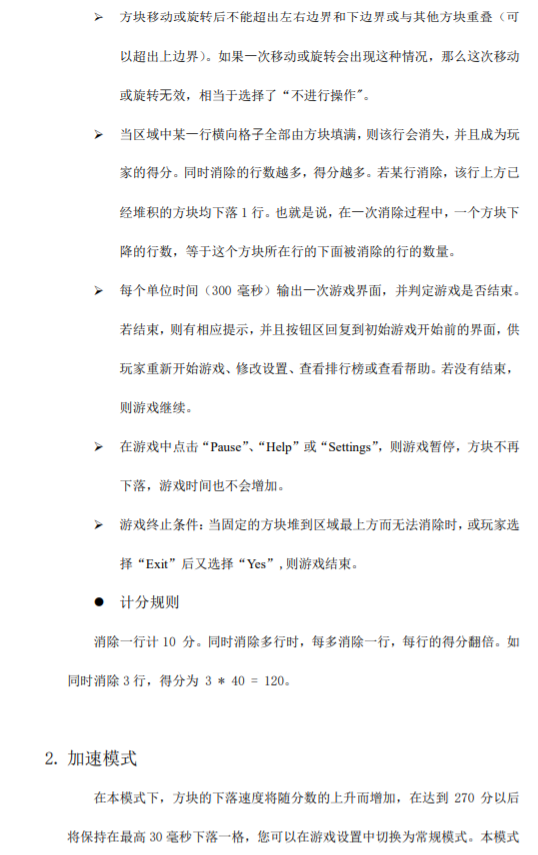 ➢ 方块移动或旋转后不能超出左右边界和下边界或与其他方块重叠（可
以超出上边界）。如果一次移动或旋转会出现这种情况，那么这次移动
或旋转无效，相当于选择了“不进行操作”。
➢ 当区域中某一行横向格子全部由方块填满，则该行会消失，并且成为玩
家的得分。同时消除的行数越多，得分越多。若某行消除，该行上方已
经堆积的方块均下落 1 行。也就是说，在一次消除过程中，一个方块下
降的行数，等于这个方块所在行的下面被消除的行的数量。
➢ 每个单位时间（300 毫秒）输出一次游戏界面，并判定游戏是否结束。
若结束，则有相应提示，并且按钮区回复到初始游戏开始前的界面，供
玩家重新开始游戏、修改设置、查看排行榜或查看帮助。若没有结束，
则游戏继续。
➢ 在游戏中点击“Pause”、“Help”或“Settings”，则游戏暂停，方块不再
下落，游戏时间也不会增加。
➢ 游戏终止条件：当固定的方块堆到区域最上方而无法消除时，或玩家选
择“Exit”后又选择“Yes”,则游戏结束。
● 计分规则
消除一行计 10 分。同时消除多行时，每多消除一行，每行的得分翻倍。如
同时消除 3 行，得分为 3 * 40 = 120。
2. 加速模式
在本模式下，方块的下落速度将随分数的上升而增加，在达到 270 分以后
将保持在最高 30 毫秒下落一格，您可以在游戏设置中切换为常规模式。本模式